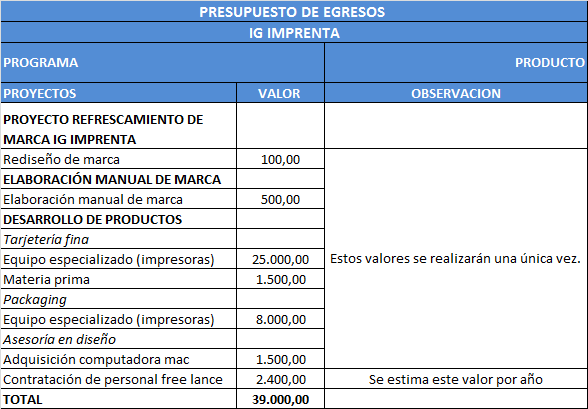 PRESUPUESTO DE EGRESOS
IG IMPRENTA
PROGRAMA PRODUCTO
PROYECTOS VALOR OBSERVACION
PROYECTO REFRESCAMIENTO DE
MARCA IG IMPRENTA
Rediseño de marca 100,00
ELABORACIÓN MANUAL DE MARCA
Elaboración manual de marca 500,00
DESARROLLO DE PRODUCTOS
Tarjetería fina
Equipo especializado (impresoras) 25.000,00 Estos valores se realizarán una única vez.
Materia prima 1.500,00
Packaging
Equipo especializado (impresoras) 8.000,00
Asesoría en diseño
Adquisición computadora mac 1.500,00
Contratación de personal free lance 2.400,00 Se estima este valor por año
TOTAL 39.000,00